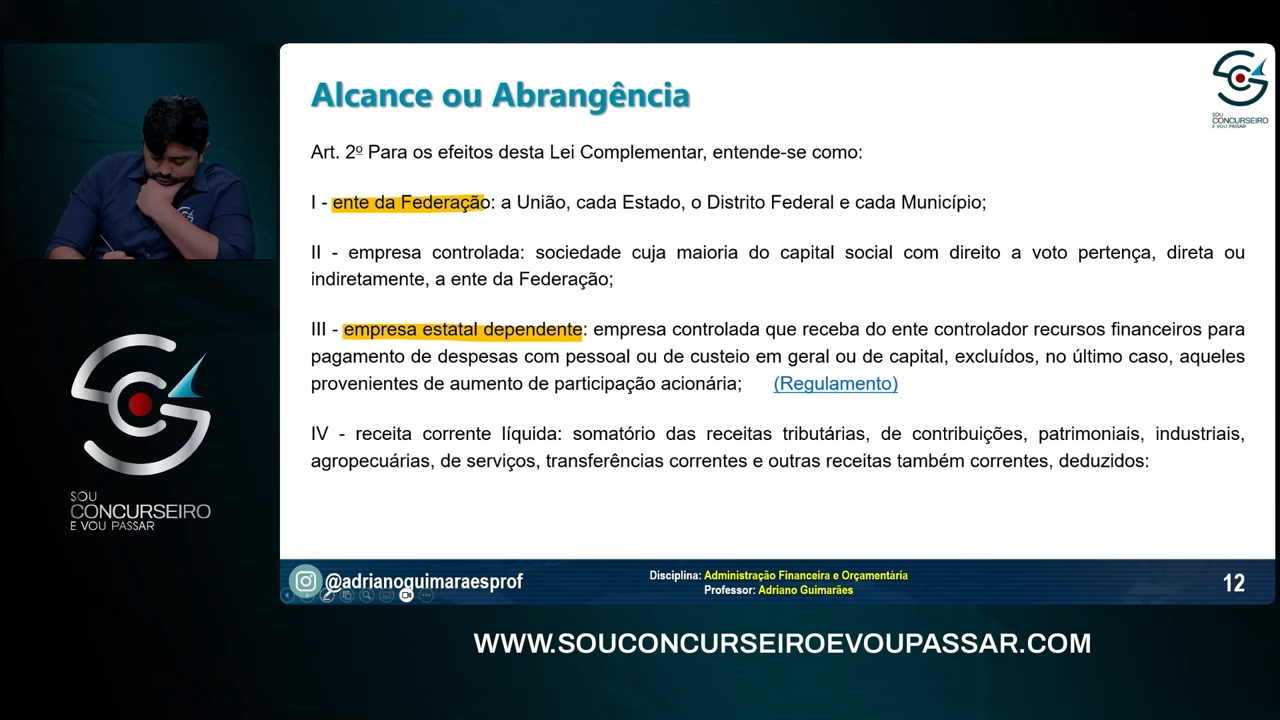 Alcance ou Abrangência
SOU
CONCURSEIRO
E VOU PASSAR
Art. 2º Para os efeitos desta Lei Complementar, entende-se como:
I - ente da Federação: a União, cada Estado, o Distrito Federal e cada Município;
II - empresa controlada: sociedade cuja maioria do capital social com direito a voto pertença, direta ou
indiretamente, a ente da Federação;
III - empresa estatal dependente: empresa controlada que receba do ente controlador recursos financeiros para
pagamento de despesas com pessoal ou de custeio em geral ou de capital, excluídos, no último caso, aqueles
provenientes de aumento de participação acionária; (Regulamento)
IV - receita corrente líquida: somatório das receitas tributárias, de contribuições, patrimoniais, industriais,
agropecuárias, de serviços, transferências correntes e outras receitas também correntes, deduzidos:
SOU
CONCURSEIRO
E VOU PASSAR
@adrianoguimaraesprof
Disciplina: Administração Financeira e Orçamentária
Professor: Adriano Guimarães
12
WWW.SOUCONCURSEIROEVOUPASSAR.COM